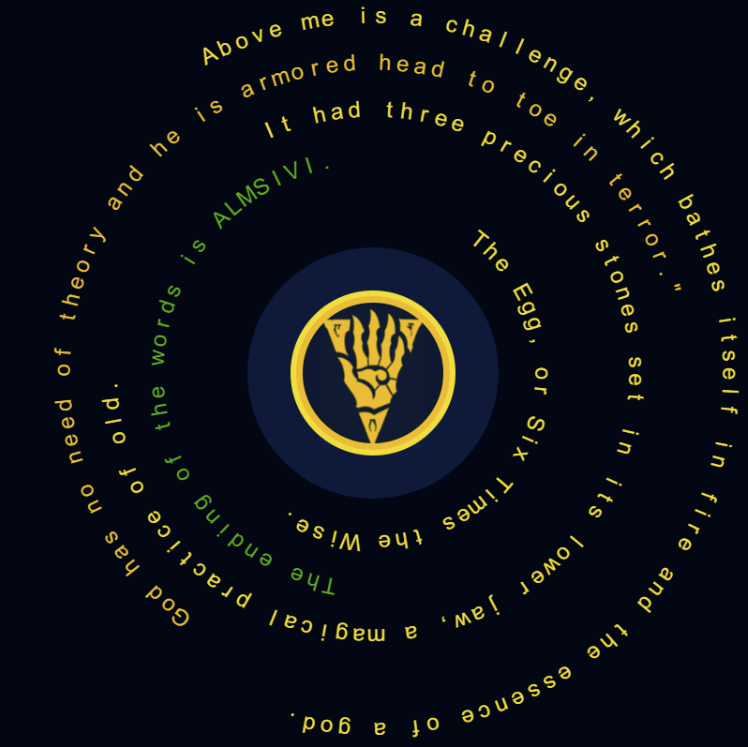 Above me is a challenge, which bathes itself in fire and the essence of a god.
God has no need of theory and he is armored head to toe in terror."
It had three precious stones set in its lower jaw, a magical practice of old.
The ending of the words is ALMSIVI.
The Egg, or Six Times the Wise.